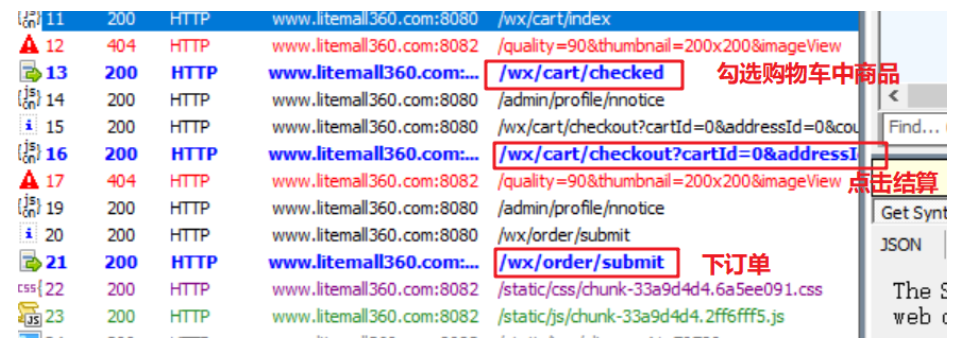 11 200 HTTP www.litemall360.com:8080 /wx/cart/index
12 404 HTTP www.litemall360.com:8082 /quality=90&thumbnail=200x200&imageView
13 200 HTTP www.litemall360.com:... /wx/cart/checked 勾选购物车中商品
14 200 HTTP www.litemall360.com:8080 /admin/profile/nnotice
15 200 HTTP www.litemall360.com:8080 /wx/cart/checkout?cartId=0&addressId=0&cou Find...
16 200 HTTP www.litemall360.com:... /wx/cart/checkout?cartId=0&addressI
17 404 HTTP www.litemall360.com:8082 /quality=90&thumbnail=200x200&imageView 点击结算
19 200 HTTP www.litemall360.com:8080 /admin/profile/nnotice Get Synt
20 200 HTTP www.litemall360.com:8080 /wx/order/submit JSON
21 200 HTTP www.litemall360.com:... /wx/order/submit 下订单
css 22 200 HTTP www.litemall360.com:8080 /static/css/chunk-33a9d4d4.6a5ee091.css The S
JS 23 200 HTTP www.litemall360.com:8080 /static/js/chunk-33a9d4d4.2ff6fff5.js web c